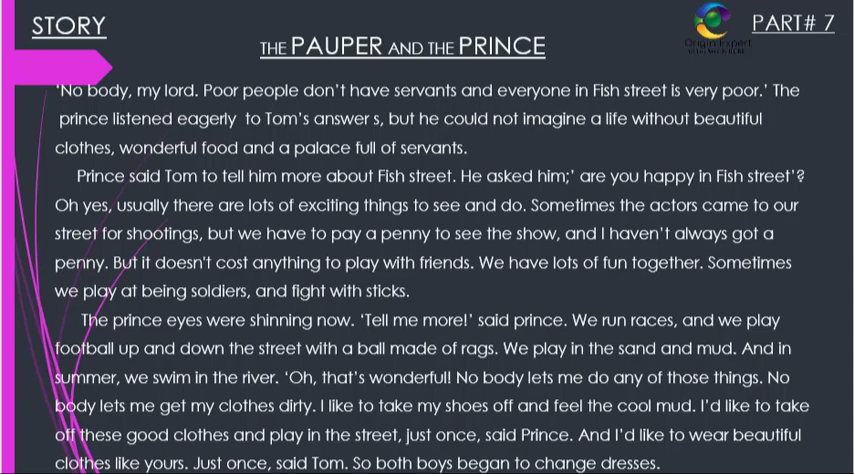 STORY
PART# 7
THE PAUPER AND THE PRINCE
Origin Expert
'No body, my lord. Poor people don't have servants and everyone in Fish street is very poor.' The
prince listened eagerly to Tom's answer s, but he could not imagine a life without beautiful
clothes, wonderful food and a palace full of servants.
Prince said Tom to tell him more about Fish street. He asked him;' are you happy in Fish street'?
Oh yes, usually there are lots of exciting things to see and do. Sometimes the actors came to our
street for shootings, but we have to pay a penny to see the show, and I haven't always got a
penny. But it doesn't cost anything to play with friends. We have lots of fun together. Sometimes
we play at being soldiers, and fight with sticks.
The prince eyes were shinning now. 'Tell me more!' said prince. We run races, and we play
football up and down the street with a ball made of rags. We play in the sand and mud. And in
summer, we swim in the river. 'Oh, that's wonderful! No body lets me do any of those things. No
body lets me get my clothes dirty. I like to take my shoes off and feel the cool mud. I'd like to take
off these good clothes and play in the street, just once, said Prince. And I'd like to wear beautiful
clothes like yours. Just once, said Tom. So both boys began to change dresses.